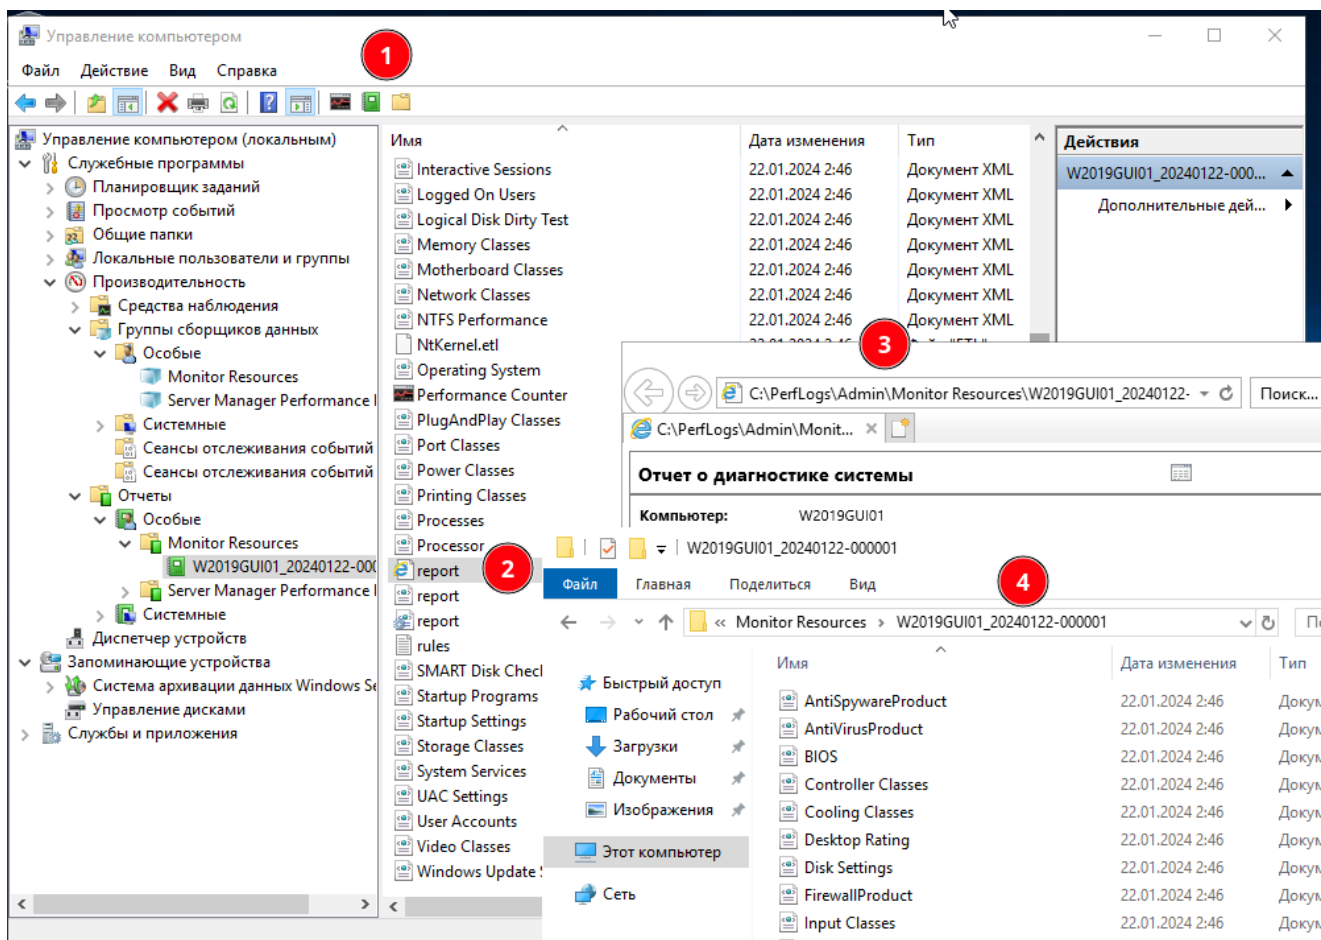 Управление компьютером
1
Файл Действие Вид Справка
Управление компьютером (локальным)
Служебные программы
Планировщик заданий
Просмотр событий
Общие папки
Локальные пользователи и группы
Производительность
Средства наблюдения
Группы сборщиков данных
Особые
Monitor Resources
Server Manager Performance
Системные
Сеансы отслеживания событий
Сеансы отслеживания событий
Отчеты
Особые
Monitor Resources
W2019GUI01_20240122-000
Server Manager Performance
Системные
Диспетчер устройств
Запоминающие устройства
Система архивации данных Windows
Управление дисками
Службы и приложения
Имя Дата изменения Тип
Interactive Sessions 22.01.2024 2:46 Документ XML
Logged On Users 22.01.2024 2:46 Документ XML
Logical Disk Dirty Test 22.01.2024 2:46 Документ XML
Memory Classes 22.01.2024 2:46 Документ XML
Motherboard Classes 22.01.2024 2:46 Документ XML
Network Classes 22.01.2024 2:46 Документ XML
NTFS Performance 22.01.2024 2:46 Документ XML
NtKernel.etl
Operating System
Performance Counter
PlugAndPlay Classes
Port Classes
Power Classes
Printing Classes
Processes
Processor
report
2
report
report
rules
SMART Disk Check
Startup Programs
Startup Settings
Storage Classes
System Services
UAC Settings
User Accounts
Video Classes
Windows Update
Действия
W2019GUI01_20240122-000...
Дополнительные дей...
3
C:\PerfLogs\Admin\Monitor Resources\W2019GUI01_20240122- Поиск...
C:\PerfLogs\Admin\Monit...
Отчет о диагностике системы
Компьютер: W2019GUI01
W2019GUI01_20240122-000001
Файл Главная Поделиться Вид
4
« Monitor Resources › W2019GUI01_20240122-000001
Быстрый доступ
Рабочий стол
Загрузки
Документы
Изображения
Этот компьютер
Сеть
Имя Дата изменения Тип
AntiSpywareProduct 22.01.2024 2:46 Докум
AntiVirusProduct 22.01.2024 2:46 Докум
BIOS 22.01.2024 2:46 Докум
Controller Classes 22.01.2024 2:46 Докум
Cooling Classes 22.01.2024 2:46 Докум
Desktop Rating 22.01.2024 2:46 Докум
Disk Settings 22.01.2024 2:46 Докум
FirewallProduct 22.01.2024 2:46 Докум
Input Classes 22.01.2024 2:46 Докум